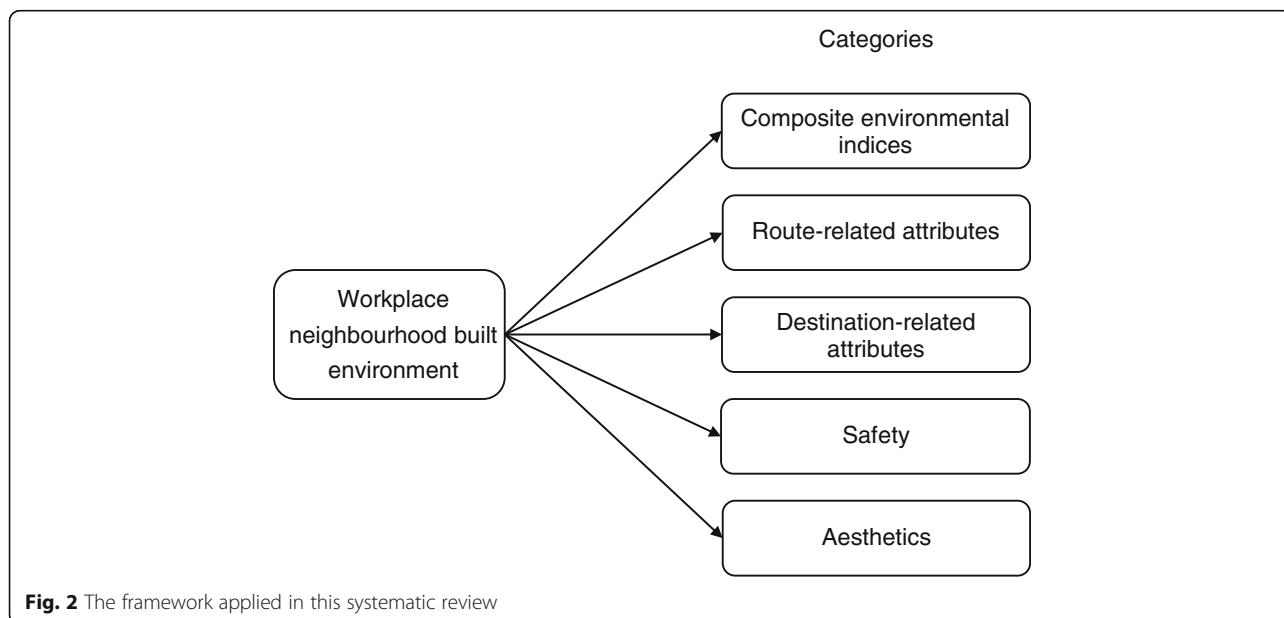 Categories
Composite environmental
indices
Route-related attributes
Workplace
neighbourhood built
environment
Destination-related
attributes
Safety
Aesthetics
Fig. 2 The framework applied in this systematic review